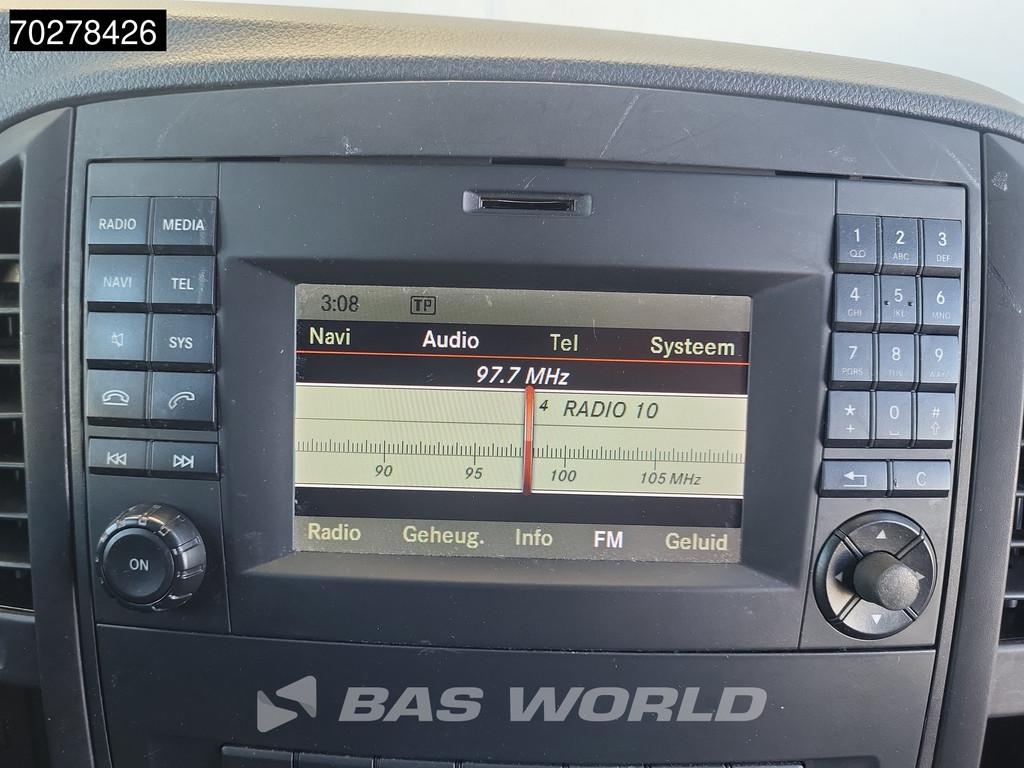 70278426
RADIO MEDIA
NAVI TEL
SYS
ON
3:08 TP
Navi Audio Tel Systeem
97.7 MHz
4 RADIO 10
90 95 100 105 MHz
Radio Geheug. Info FM Geluid
1 2 ABC 3 DEF
4 GHI 5 JKL 6 MNO
7 PQRS 8 TUV 9 WXYZ
* + 0 #
C
BAS WORLD